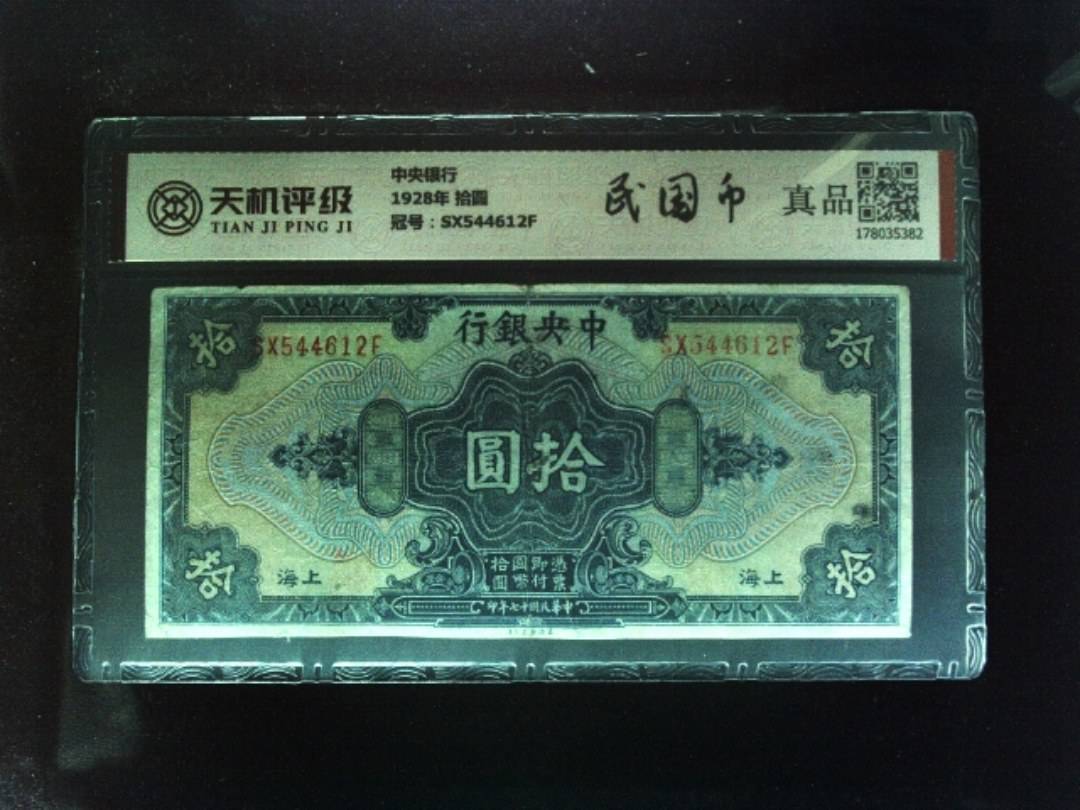 天机评级
TIAN JI PING JI
中央银行
1928年 拾圆
冠号：SX544612F
民国币
真品
178035382
行銀央中
SX544612F
SX544612F
拾
拾
圓拾
上海
上海
憑票
即付
國幣
拾圓
印年七十國民華中
拾
拾